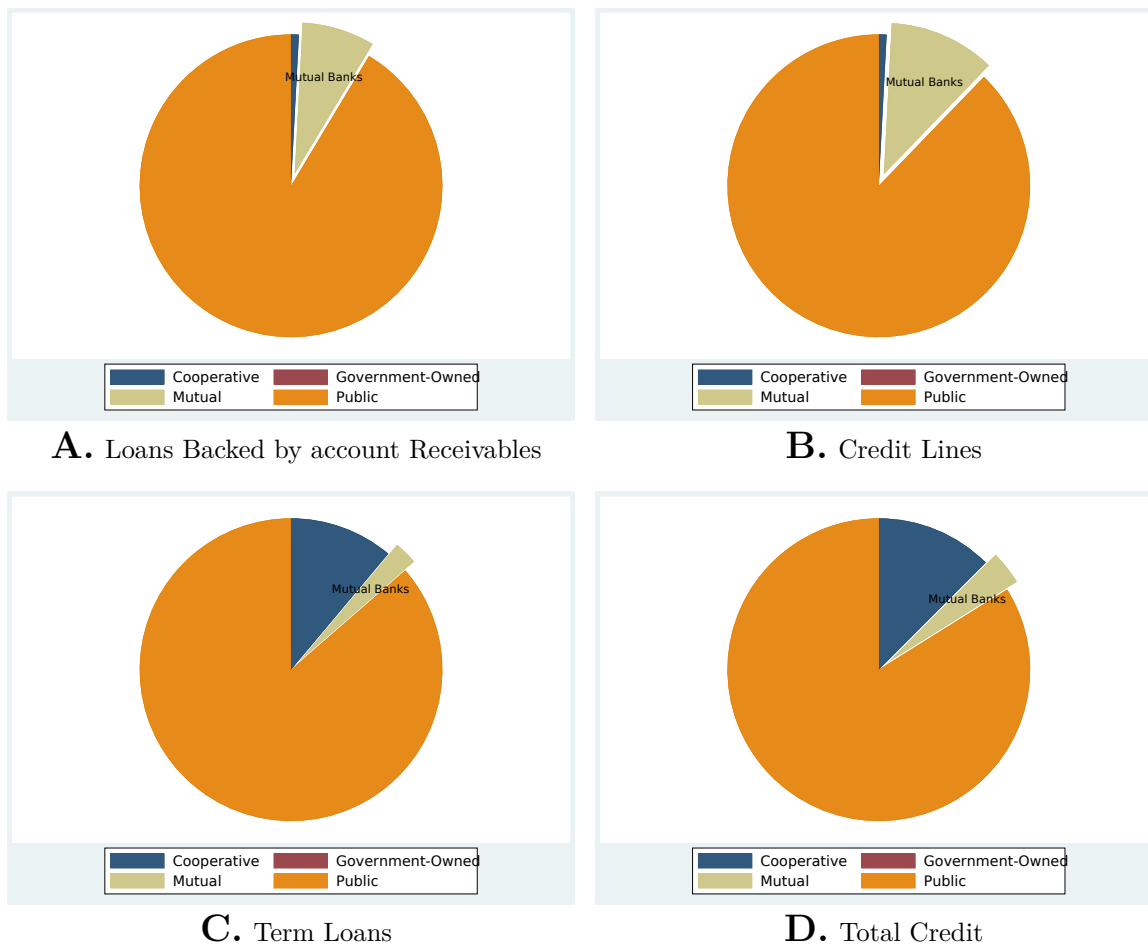 Mutual Banks
Mutual Banks
Cooperative Government-Owned
Mutual Public
Cooperative Government-Owned
Mutual Public
A. Loans Backed by account Receivables
B. Credit Lines
Mutual Banks
Mutual Banks
Cooperative Government-Owned
Mutual Public
Cooperative Government-Owned
Mutual Public
C. Term Loans
D. Total Credit